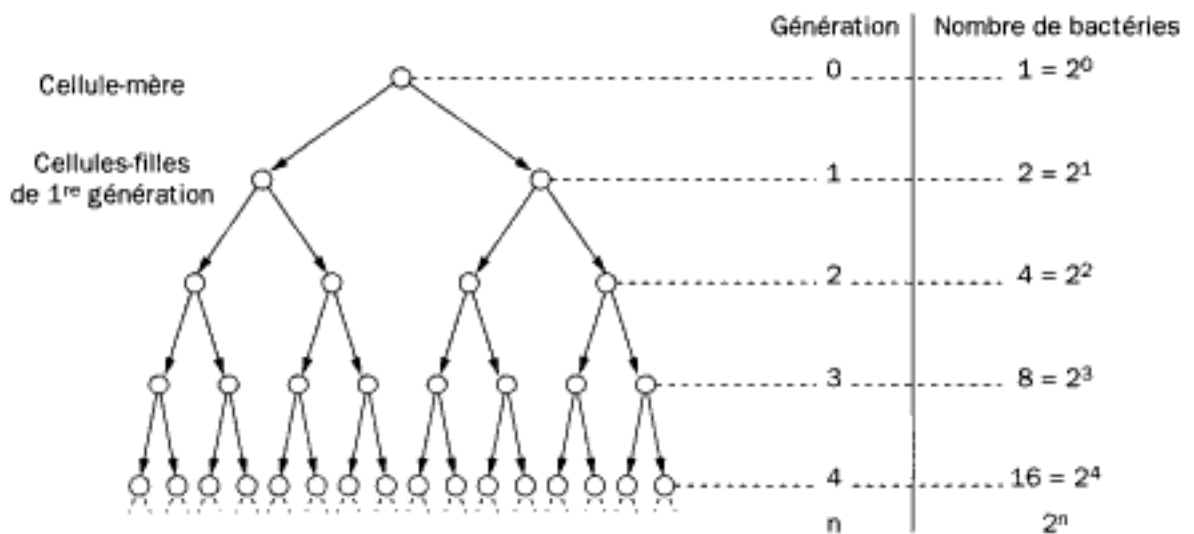 Génération Nombre de bactéries
Cellule-mère 0 1 = 2⁰
Cellules-filles
de 1re génération 1 2 = 2¹
2 4 = 2²
3 8 = 2³
4 16 = 2⁴
n 2ⁿ